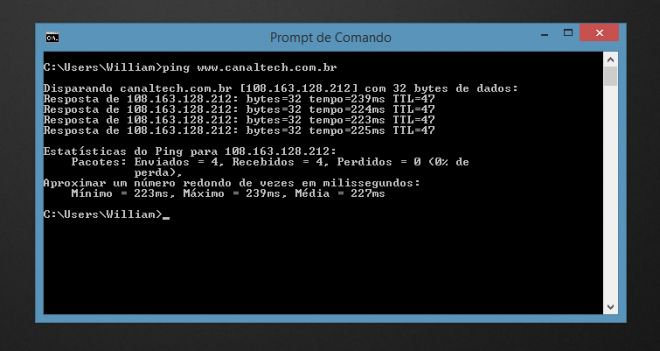 Prompt de Comando
C:\Users\William>ping www.canaltech.com.br
Disparando canaltech.com.br [108.163.128.212] com 32 bytes de dados:
Resposta de 108.163.128.212: bytes=32 tempo=239ms TTL=47
Resposta de 108.163.128.212: bytes=32 tempo=224ms TTL=47
Resposta de 108.163.128.212: bytes=32 tempo=223ms TTL=47
Resposta de 108.163.128.212: bytes=32 tempo=225ms TTL=47
Estatísticas do Ping para 108.163.128.212:
Pacotes: Enviados = 4, Recebidos = 4, Perdidos = 0 (0% de
perda),
Aproximar um número redondo de vezes em milissegundos:
Mínimo = 223ms, Máximo = 239ms, Média = 227ms
C:\Users\William>_